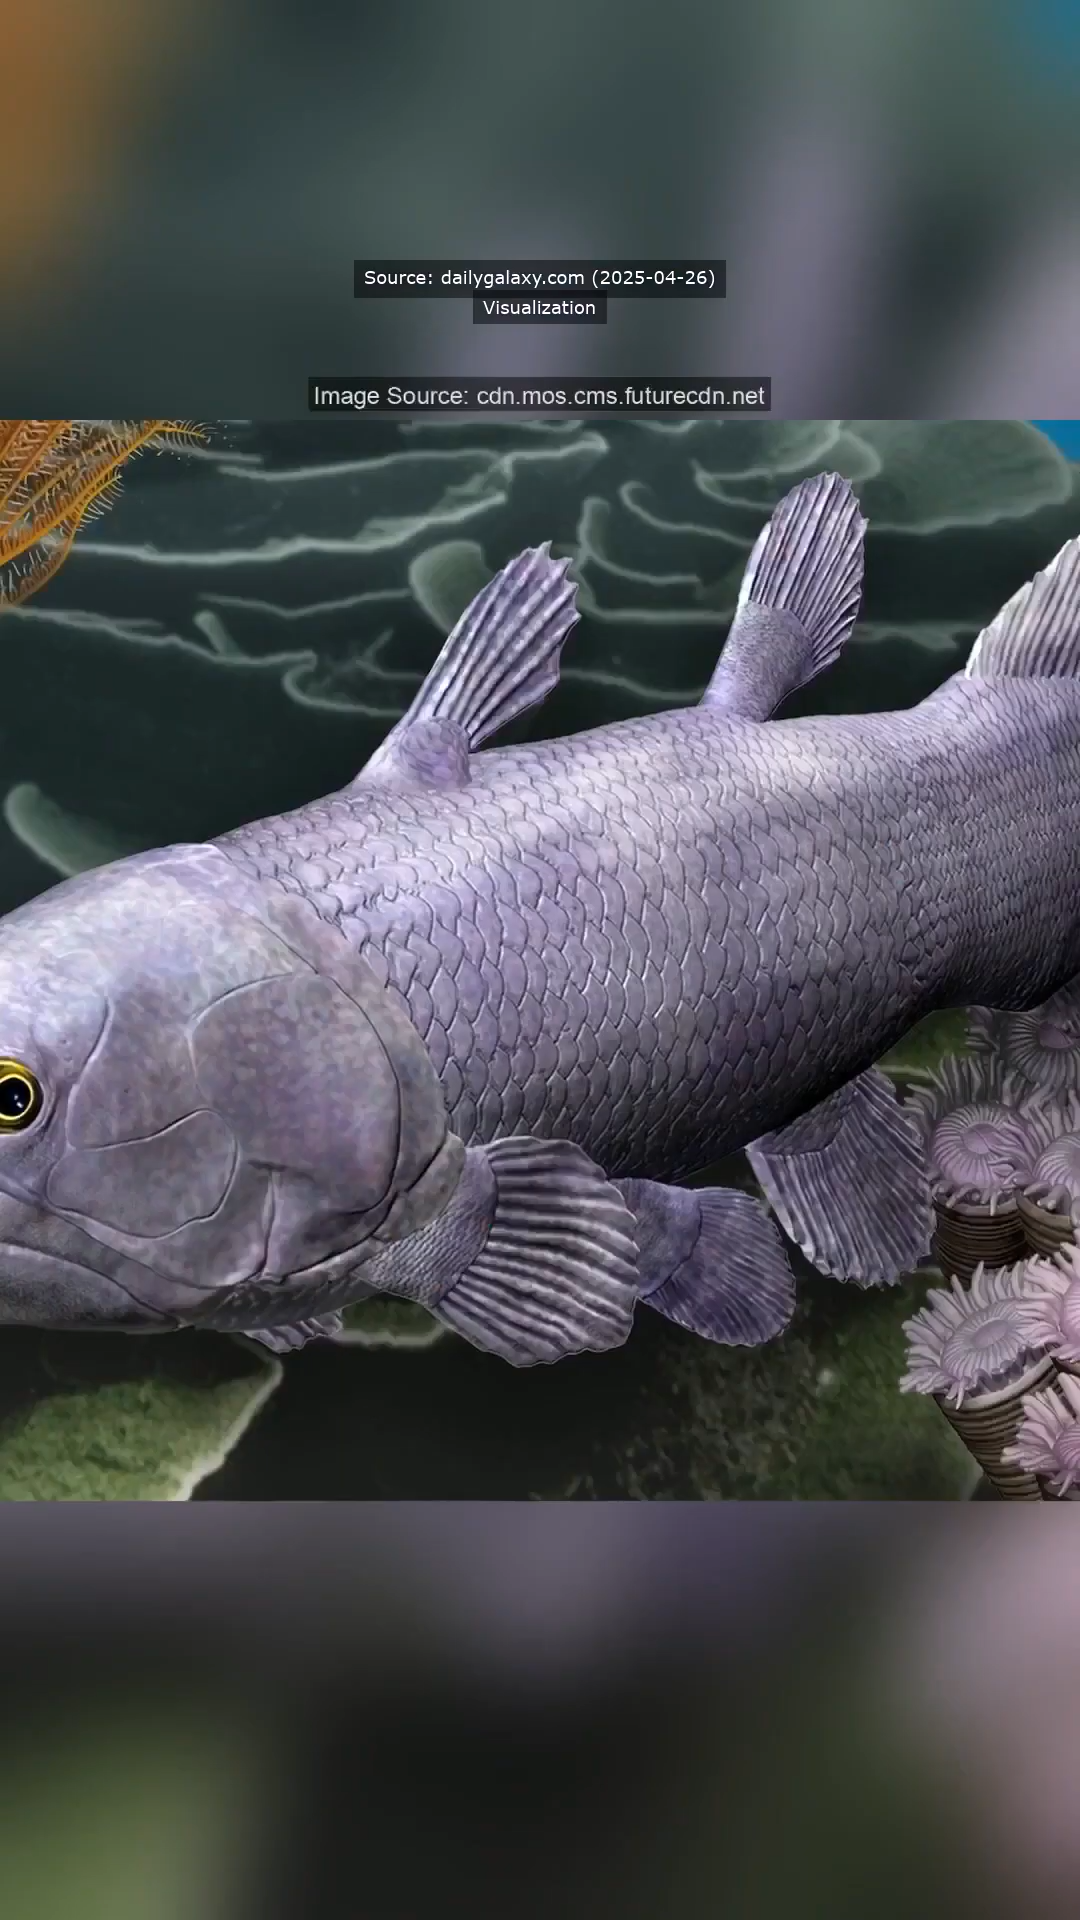 Source: dailygalaxy.com (2025-04-26)
Visualization
Image Source: cdn.mos.cms.futurecdn.net